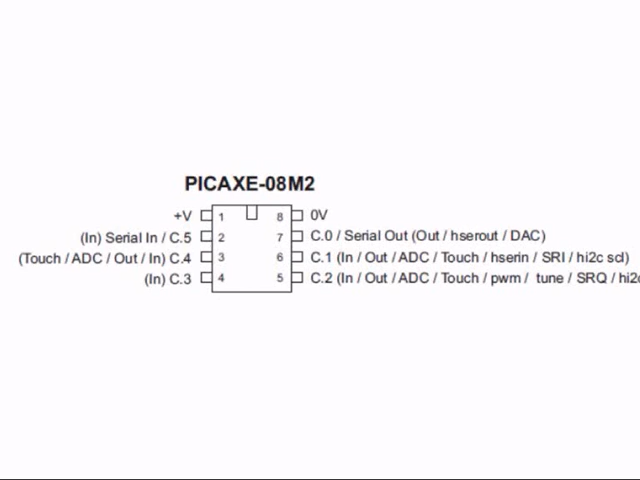 PICAXE-08M2
+V 1 8 0V
(In) Serial In / C.5 2 7 C.0 / Serial Out (Out / hserout / DAC)
(Touch / ADC / Out / In) C.4 3 6 C.1 (In / Out / ADC / Touch / hserin / SRI / hi2c scl)
(In) C.3 4 5 C.2 (In / Out / ADC / Touch / pwm / tune / SRQ / hi2c